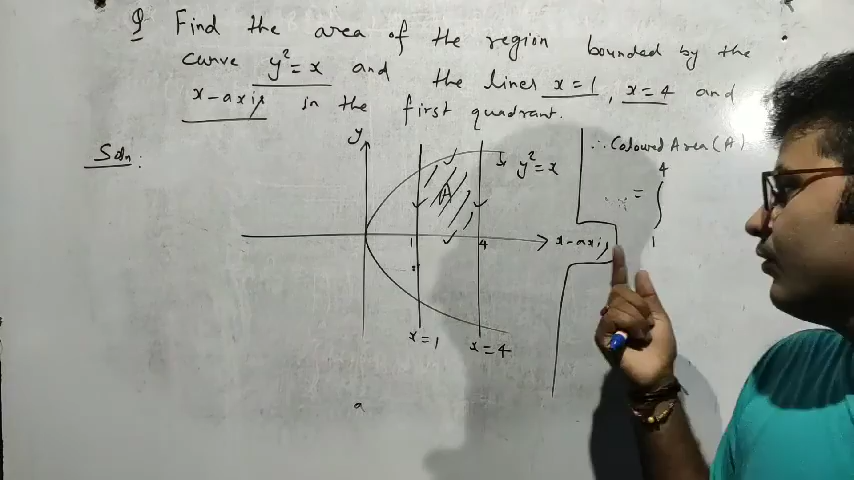 Q Find the area of the region bounded by the
curve y² = x and the lines x = 1, x = 4 and
x-axis in the first quadrant.
Soln:
y
y² = x
A
1
4
x-axis
x = 1
x = 4
∴ Coloured Area (A)
= ∫
4
1